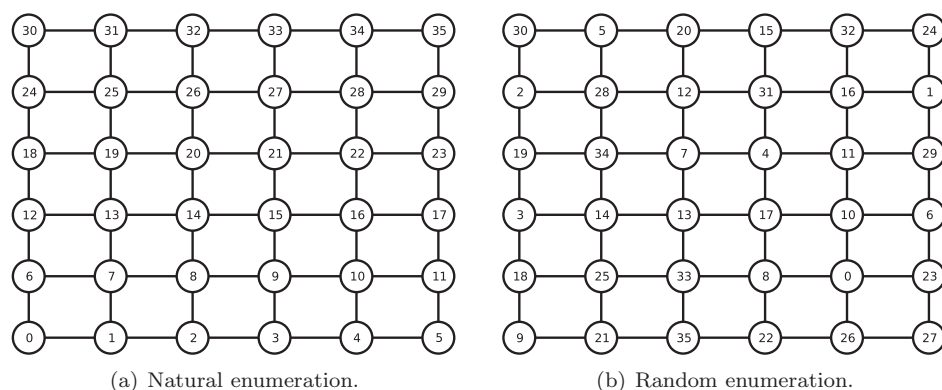 30 31 32 33 34 35
24 25 26 27 28 29
18 19 20 21 22 23
12 13 14 15 16 17
6 7 8 9 10 11
0 1 2 3 4 5
(a) Natural enumeration.
30 5 20 15 32 24
2 28 12 31 16 1
19 34 7 4 11 29
3 14 13 17 10 6
18 25 33 8 0 23
9 21 35 22 26 27
(b) Random enumeration.